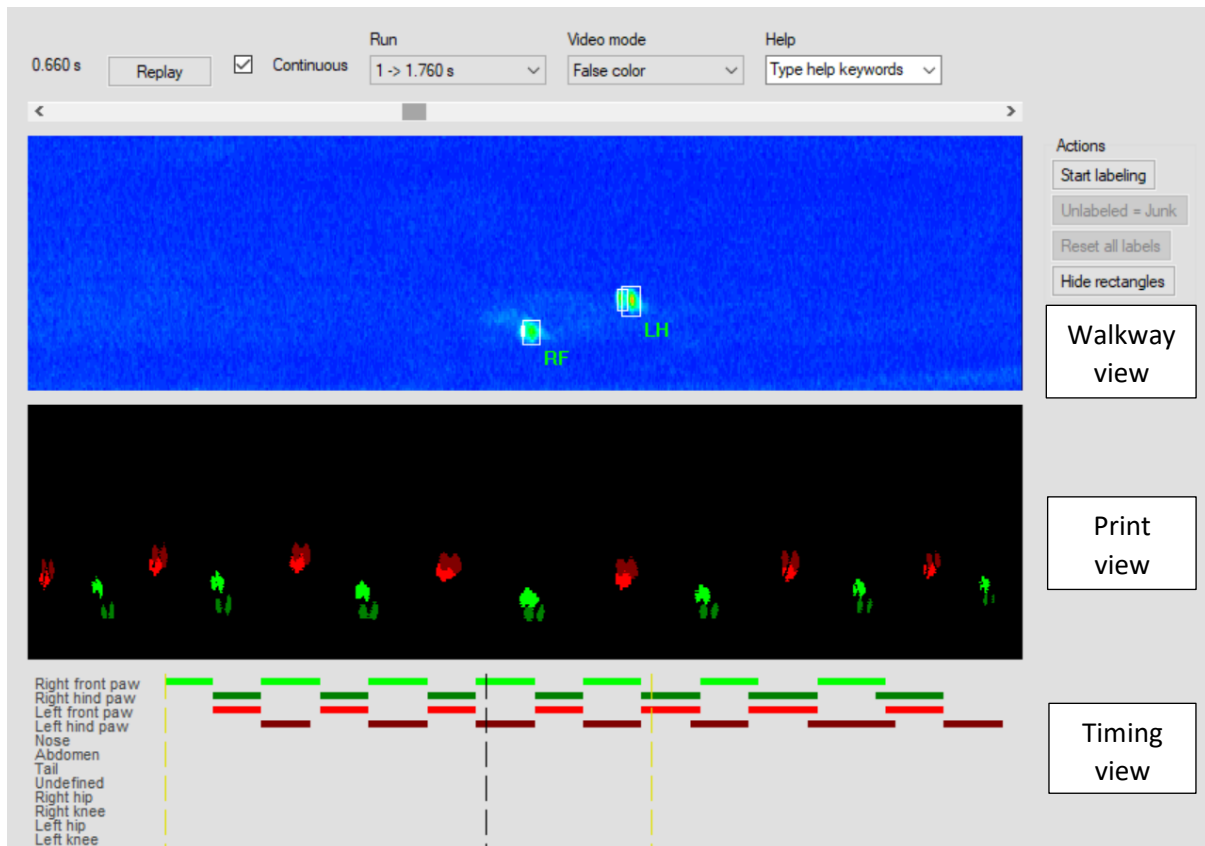 Run Video mode Help
0.660 s Replay Continuous 1 -> 1.760 s False color Type help keywords
Actions
Start labeling
Unlabeled = Junk
Reset all labels
Hide rectangles
LH
RF
Walkway
view
Print
view
Right front paw
Right hind paw
Left front paw
Left hind paw
Nose
Abdomen
Tail
Undefined
Right hip
Right knee
Left hip
Left knee
Timing
view